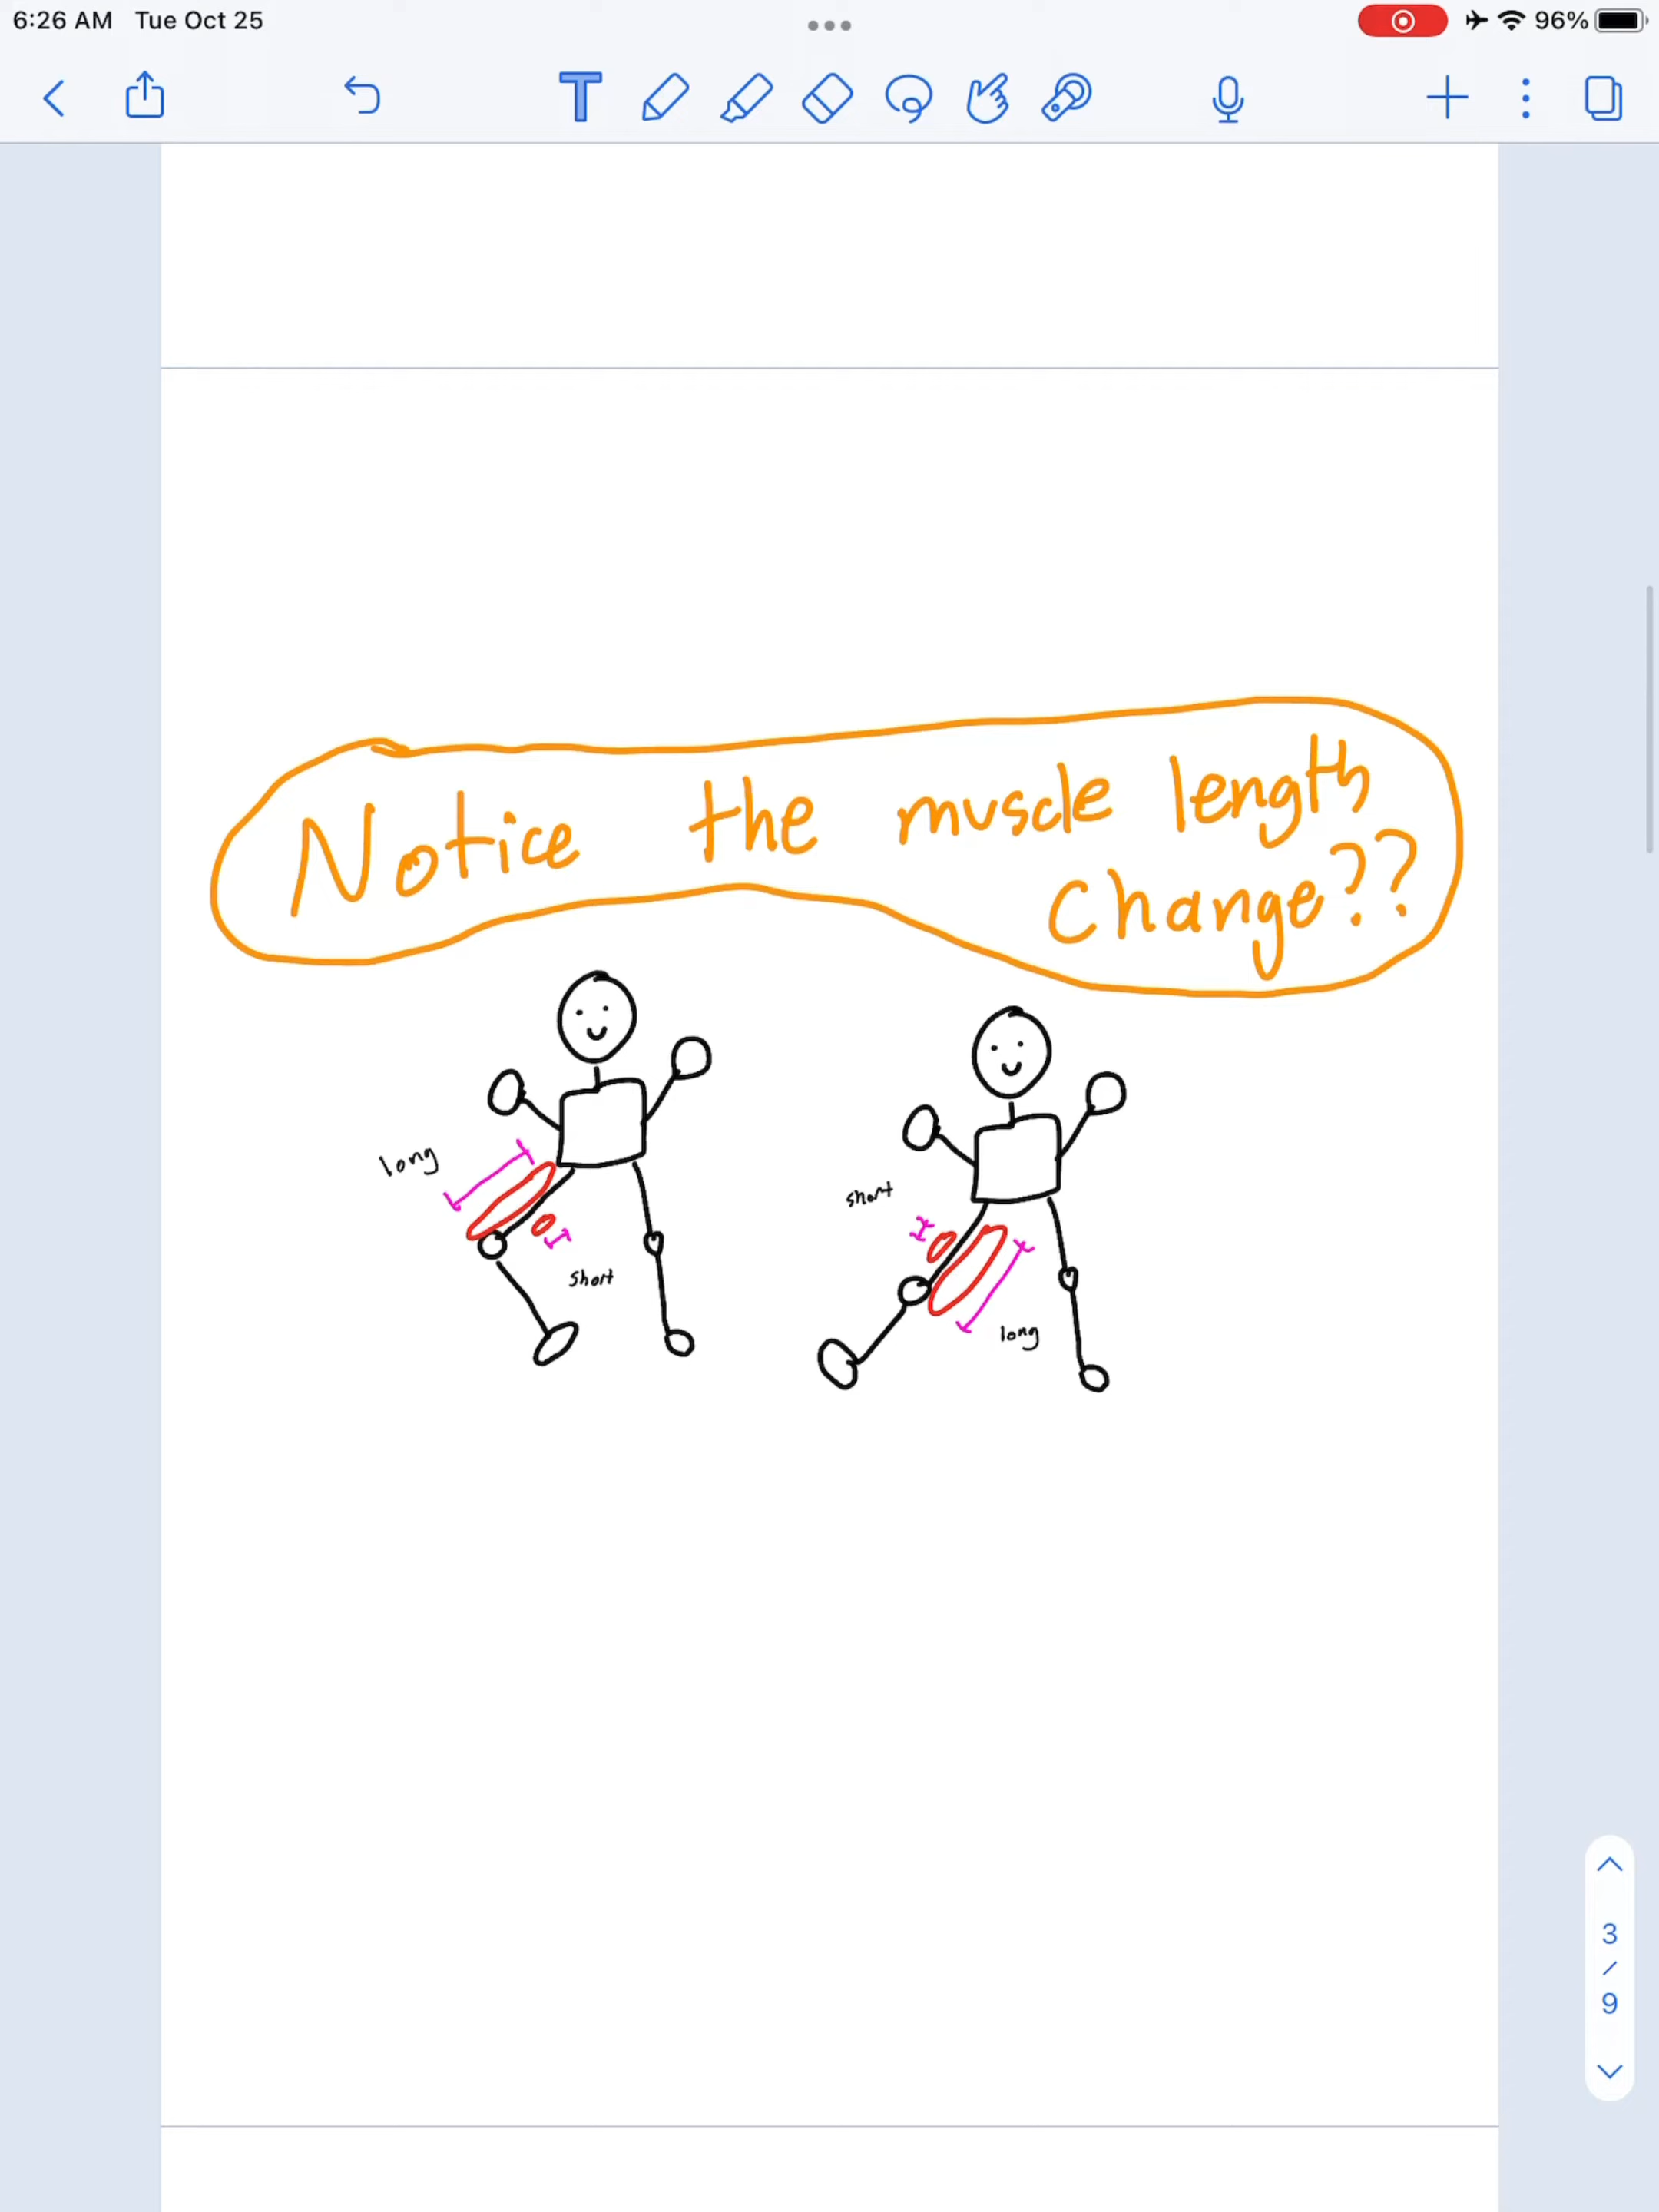 6:26 AM Tue Oct 25
96%
Notice the muscle length
change??
long
short
short
long
3
/
9